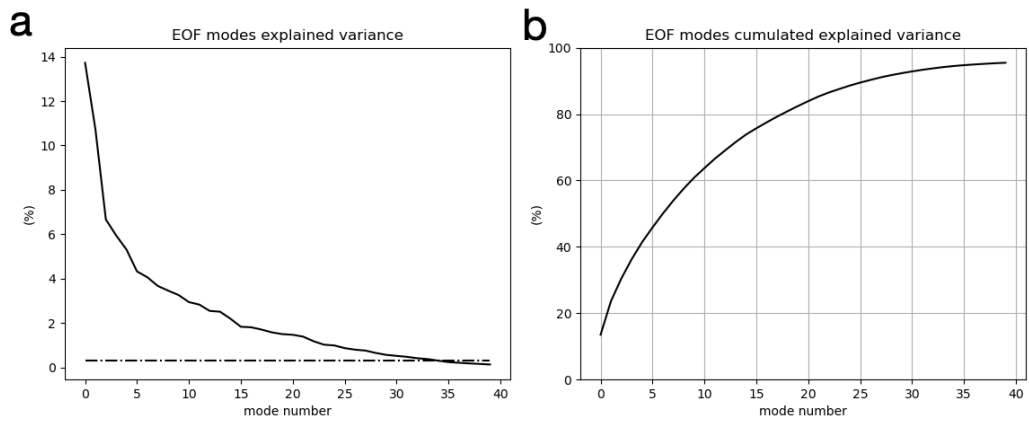 a
EOF modes explained variance
14
12
10
8
6
4
2
0
(%)
0 5 10 15 20 25 30 35 40
mode number
b
EOF modes cumulated explained variance
100
80
60
40
20
0
(%)
0 5 10 15 20 25 30 35 40
mode number